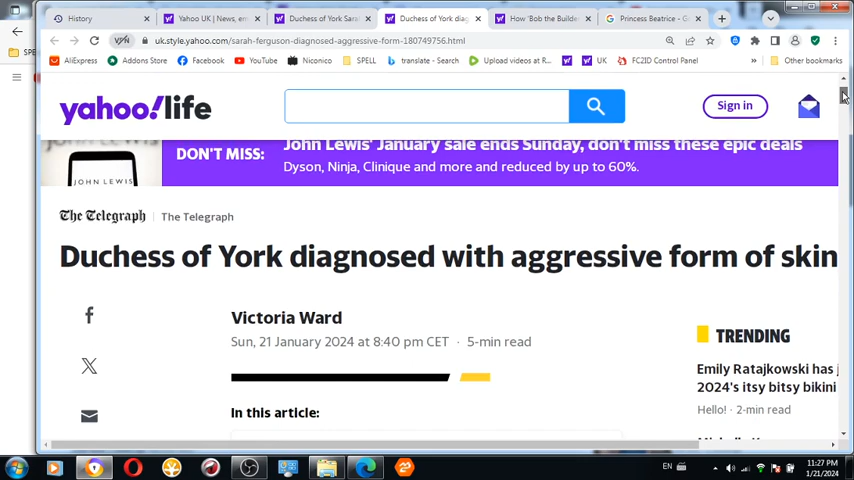 History
Yahoo UK | News, em
Duchess of York Sara
Duchess of York diag
How 'Bob the Builder
Princess Beatrice - G
uk.style.yahoo.com/sarah-ferguson-diagnosed-aggressive-form-180749756.html
AliExpress
Addons Store
Facebook
YouTube
Niconico
SPELL
translate - Search
Upload videos at R...
UK
FC2ID Control Panel
»
Other bookmarks
SPE
yahoo!life
Sign in
JOHN LEWIS
DON'T MISS:
John Lewis' January sale ends Sunday, don't miss these epic deals
Dyson, Ninja, Clinique and more and reduced by up to 60%.
The Telegraph
The Telegraph
Duchess of York diagnosed with aggressive form of skin
Victoria Ward
Sun, 21 January 2024 at 8:40 pm CET · 5-min read
In this article:
TRENDING
Emily Ratajkowski has j
2024's itsy bitsy bikini
Hello! · 2-min read
EN
11:27 PM
1/21/2024